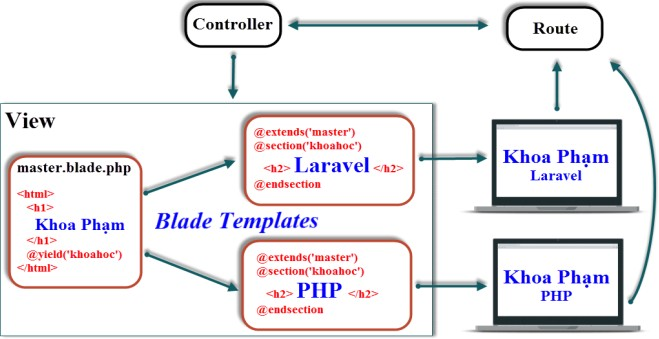 Controller
Route
View
master.blade.php
<html>
<h1>
Khoa Phạm
</h1>
@yield('khoahoc')
</html>
Blade Templates
@extends('master')
@section('khoahoc')
<h2> Laravel </h2>
@endsection
@extends('master')
@section('khoahoc')
<h2> PHP </h2>
@endsection
Khoa Phạm
Laravel
Khoa Phạm
PHP